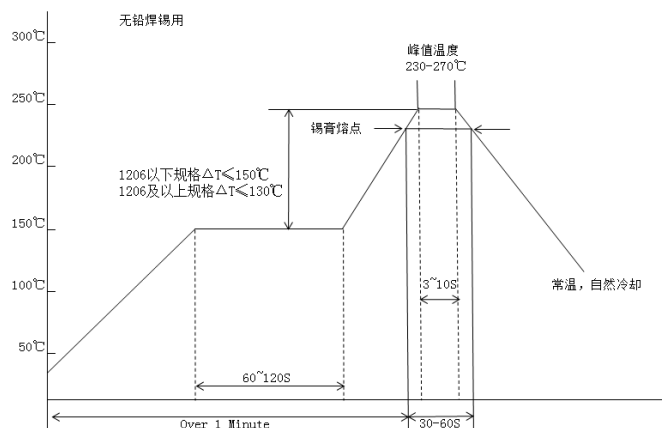 无铅焊锡用
300℃
峰值温度
230-270℃
250℃
锡膏熔点
200℃
1206以下规格△T≤150℃
1206及以上规格△T≤130℃
150℃
100℃
3~10S
常温，自然冷却
50℃
60~120S
Over 1 Minute
30-60S